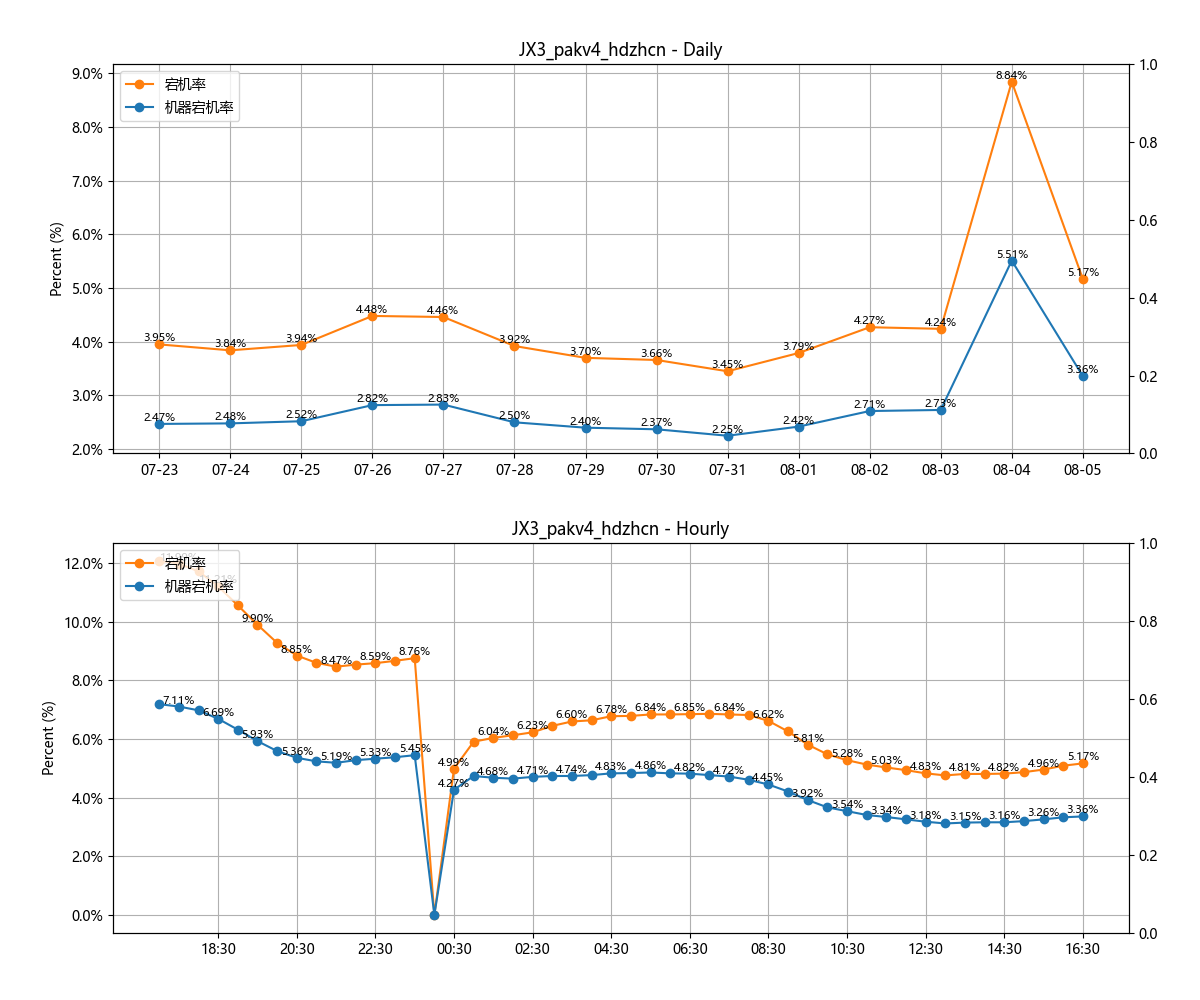 JX3_pakv4_hdzhcn - Daily
宕机率
机器宕机率
Percent (%)
9.0%
8.0%
7.0%
6.0%
5.0%
4.0%
3.0%
2.0%
1.0
0.8
0.6
0.4
0.2
0.0
3.95% 3.84% 3.94% 4.48% 4.46% 3.92% 3.70% 3.66% 3.45% 3.79% 4.27% 4.24% 8.84% 5.17%
2.47% 2.48% 2.52% 2.82% 2.83% 2.50% 2.40% 2.37% 2.25% 2.42% 2.71% 2.73% 5.51% 3.36%
07-23 07-24 07-25 07-26 07-27 07-28 07-29 07-30 07-31 08-01 08-02 08-03 08-04 08-05
JX3_pakv4_hdzhcn - Hourly
宕机率
机器宕机率
Percent (%)
12.0%
10.0%
8.0%
6.0%
4.0%
2.0%
0.0%
1.0
0.8
0.6
0.4
0.2
0.0
9.90% 8.85% 8.47% 8.59% 8.76% 4.99% 6.04% 6.23% 6.60% 6.78% 6.84% 6.85% 6.84% 6.62% 5.81% 5.28% 5.03% 4.83% 4.81% 4.82% 4.96% 5.17%
7.11% 6.69% 5.93% 5.36% 5.19% 5.33% 5.45% 4.27% 4.68% 4.71% 4.74% 4.83% 4.86% 4.82% 4.72% 4.45% 3.92% 3.54% 3.34% 3.18% 3.15% 3.16% 3.26% 3.36%
18:30 20:30 22:30 00:30 02:30 04:30 06:30 08:30 10:30 12:30 14:30 16:30